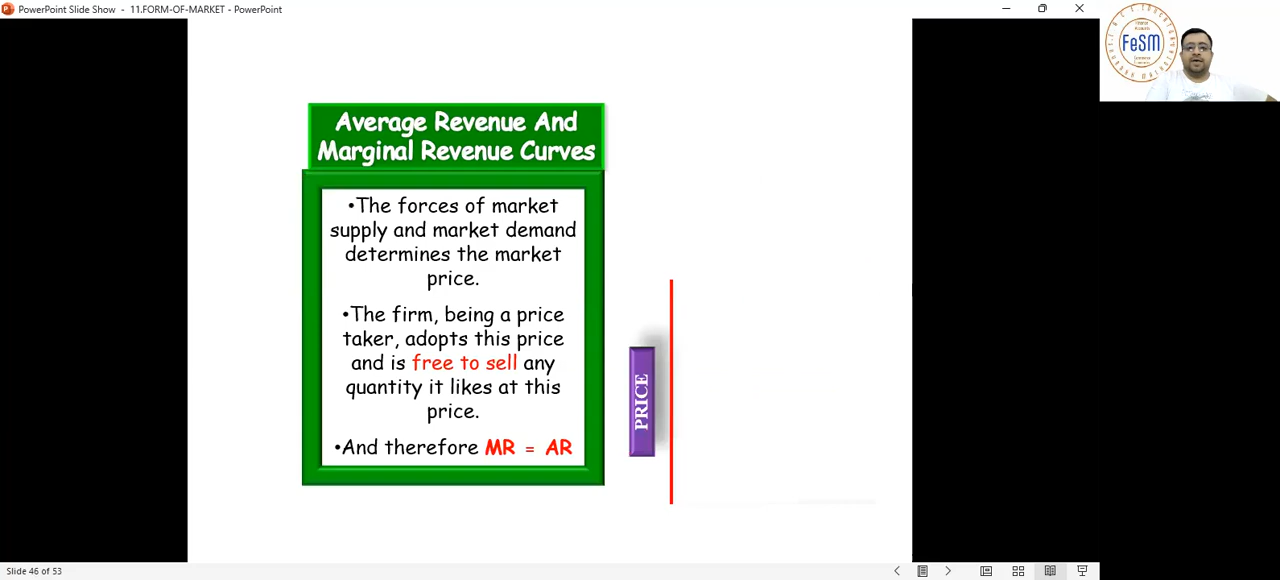 PowerPoint Slide Show - 11.FORM-OF-MARKET - PowerPoint
FeSM
Average Revenue And
Marginal Revenue Curves
•The forces of market
supply and market demand
determines the market
price.
•The firm, being a price
taker, adopts this price
and is free to sell any
quantity it likes at this
price.
•And therefore MR = AR
PRICE
Slide 46 of 53